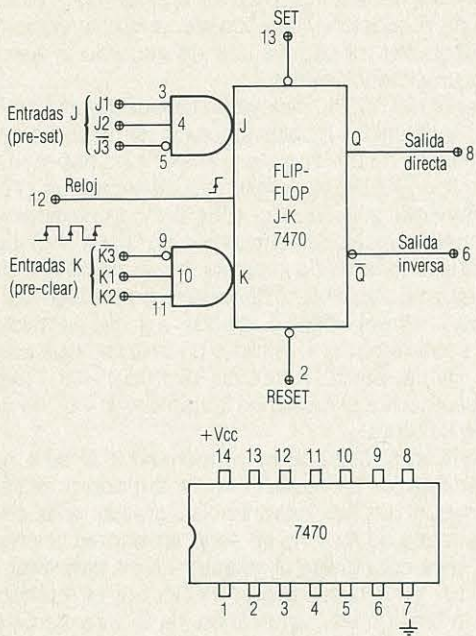 SET
13
Entradas J
(pre-set)
J1
J2
J3
3
4
5
J
12
Reloj
FLIP-
FLOP
J-K
7470
Q
Salida
directa
8
Entradas K
(pre-clear)
K3
K1
K2
9
10
11
K
Q
Salida
inversa
6
2
RESET
+Vcc
14 13 12 11 10 9 8
7470
1 2 3 4 5 6 7